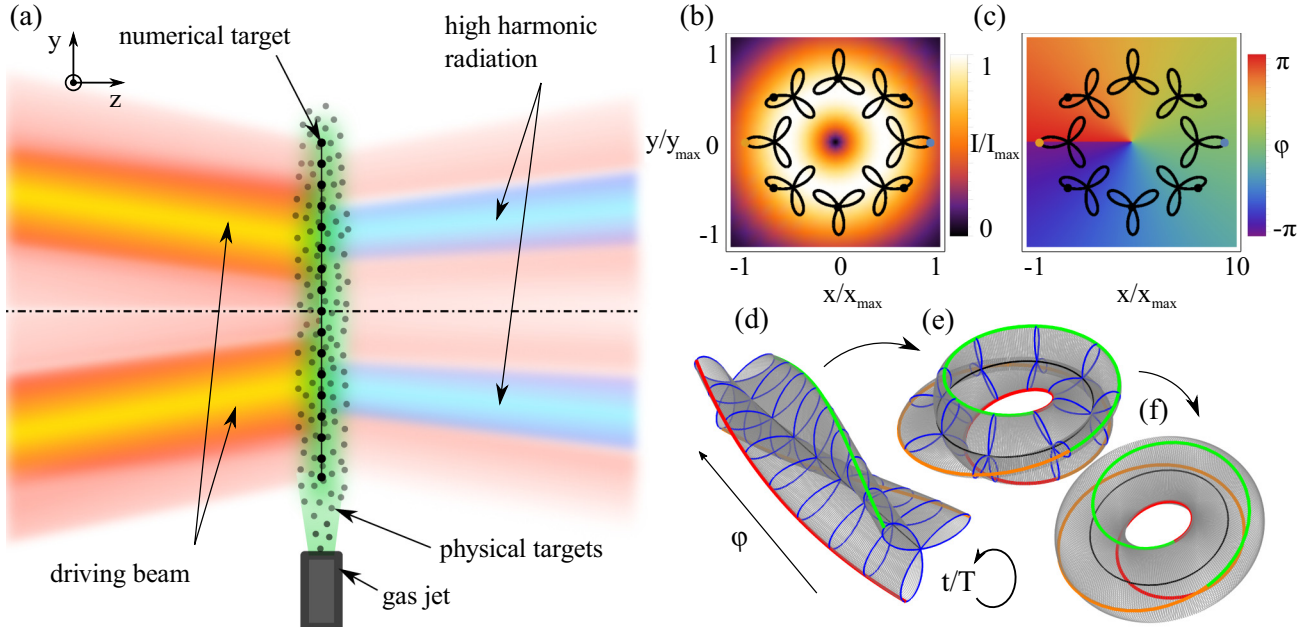 (a)
y
z
numerical target
high harmonic
radiation
driving beam
physical targets
gas jet
(b)
1
0
-1
y/y_max
-1
0
1
x/x_max
1
I/I_max
0
(c)
-1
10
x/x_max
π
φ
-π
(d)
φ
t/T
(e)
(f)